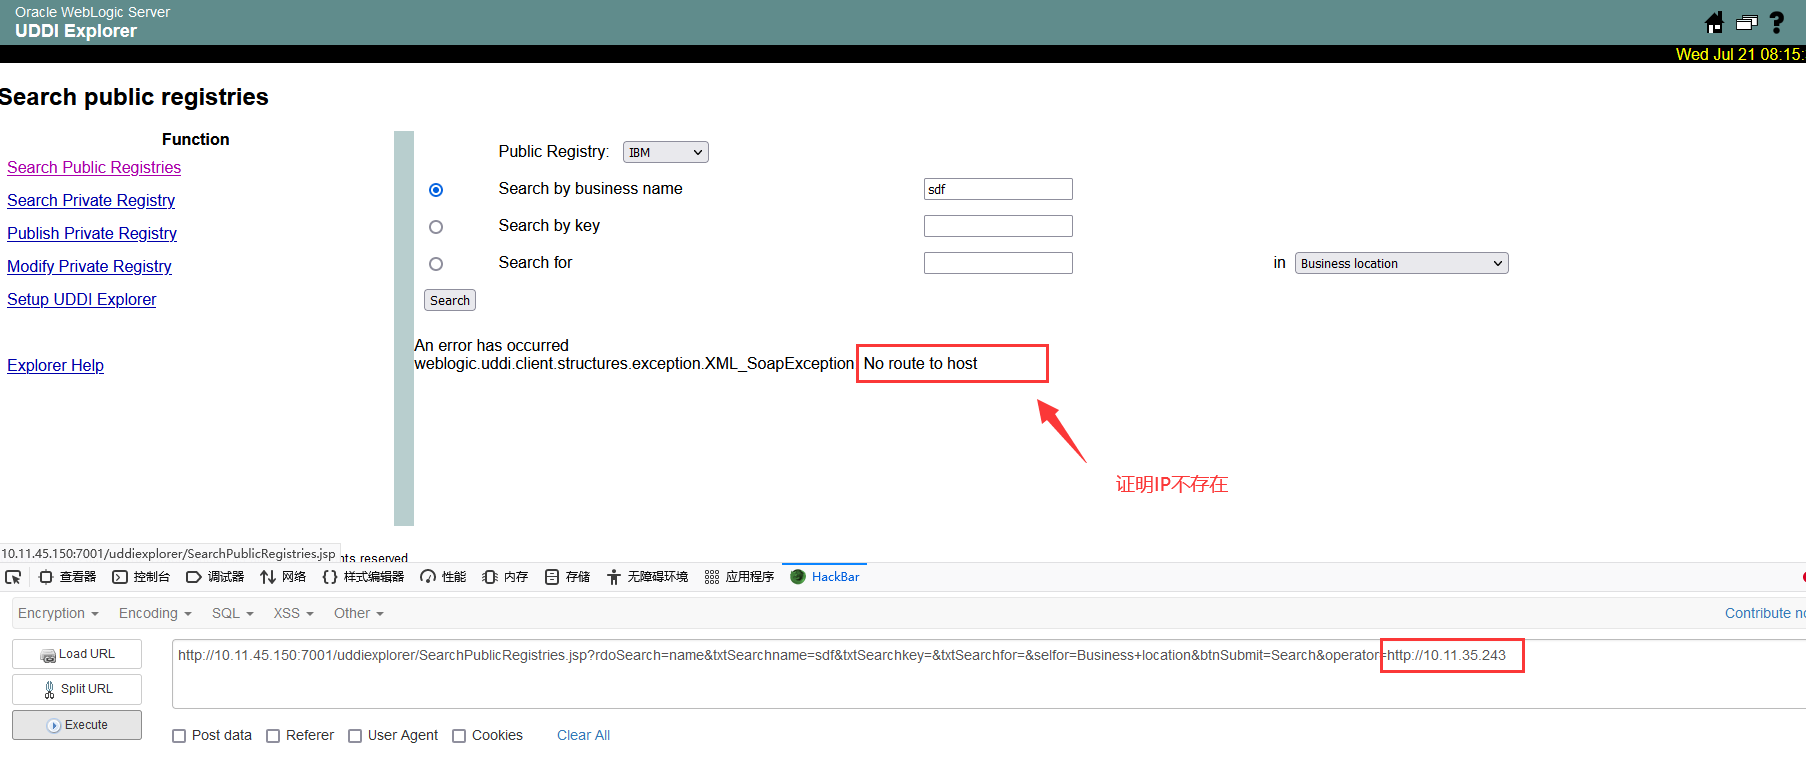 Oracle WebLogic Server
UDDI Explorer
Wed Jul 21 08:15:
Search public registries
Function
Search Public Registries
Search Private Registry
Publish Private Registry
Modify Private Registry
Setup UDDI Explorer
Explorer Help
Public Registry: IBM
Search by business name sdf
Search by key
Search for in Business location
Search
An error has occurred
weblogic.uddi.client.structures.exception.XML_SoapException No route to host
证明IP不存在
10.11.45.150:7001/uddiexplorer/SearchPublicRegistries.jsp
hts reserved
查看器 控制台 调试器 网络 样式编辑器 性能 内存 存储 无障碍环境 应用程序 HackBar
Encryption Encoding SQL XSS Other Contribute no
Load URL
Split URL
Execute
http://10.11.45.150:7001/uddiexplorer/SearchPublicRegistries.jsp?rdoSearch=name&txtSearchname=sdf&txtSearchkey=&txtSearchfor=&selfor=Business+location&btnSubmit=Search&operator=http://10.11.35.243
Post data Referer User Agent Cookies Clear All